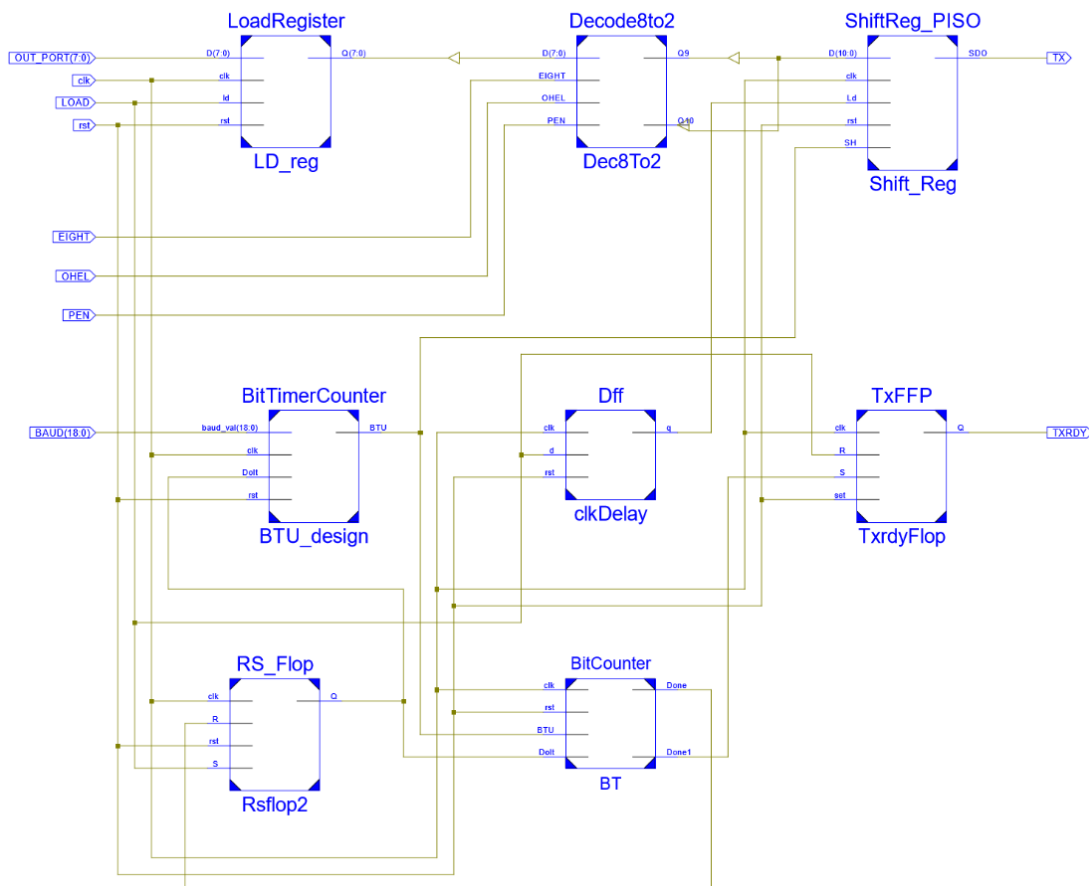 LoadRegister
OUT_PORT(7:0)
clk
LOAD
rst
D(7:0)
clk
ld
rst
Q(7:0)
LD_reg
Decode8to2
D(7:0)
EIGHT
OHEL
PEN
Q9
Q10
Dec8To2
ShiftReg_PISO
D(10:0)
clk
Ld
rst
SH
SDO
TX
Shift_Reg
EIGHT
OHEL
PEN
BitTimerCounter
BAUD(18:0)
baud_val(18:0)
clk
DoIt
rst
BTU
BTU_design
Dff
clk
d
rst
q
clkDelay
TxFFP
clk
R
S
set
Q
TXRDY
TxrdyFlop
RS_Flop
clk
R
rst
S
Q
Rsflop2
BitCounter
clk
rst
BTU
DoIt
Done
Done1
BT